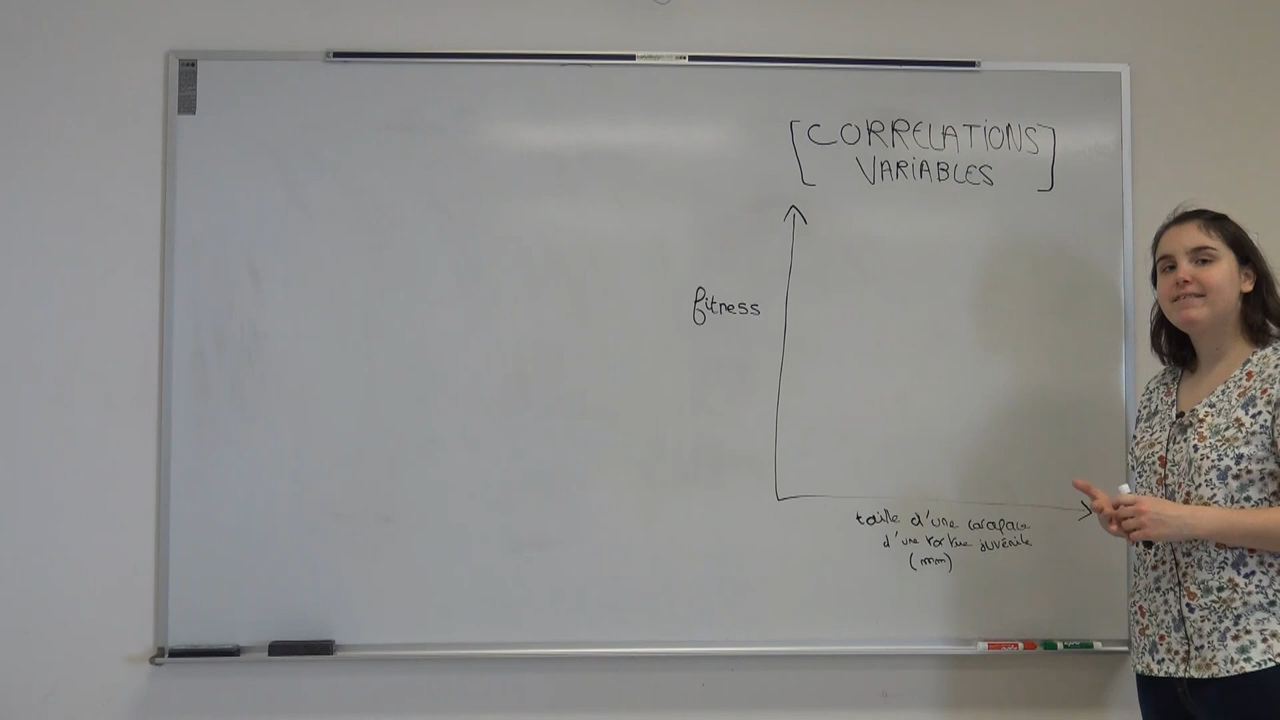 [CORRELATIONS
VARIABLES]
fitness
taille d'une carapace
d'une tortue juvénile
(mm)